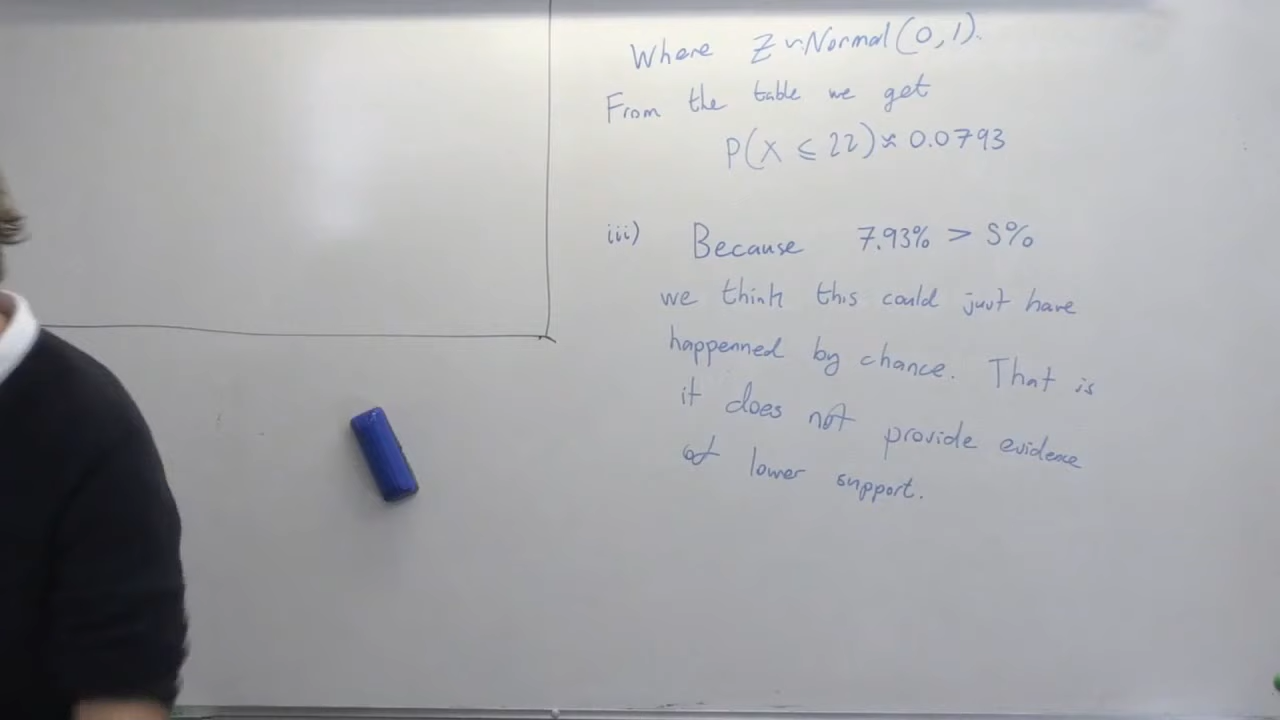 Where Z ~ Normal(0,1).
From the table we get
P(X ≤ 22) ≈ 0.0793
iii) Because 7.93% > 5%
we think this could just have
happenned by chance. That is
it does not provide evidence
of lower support.